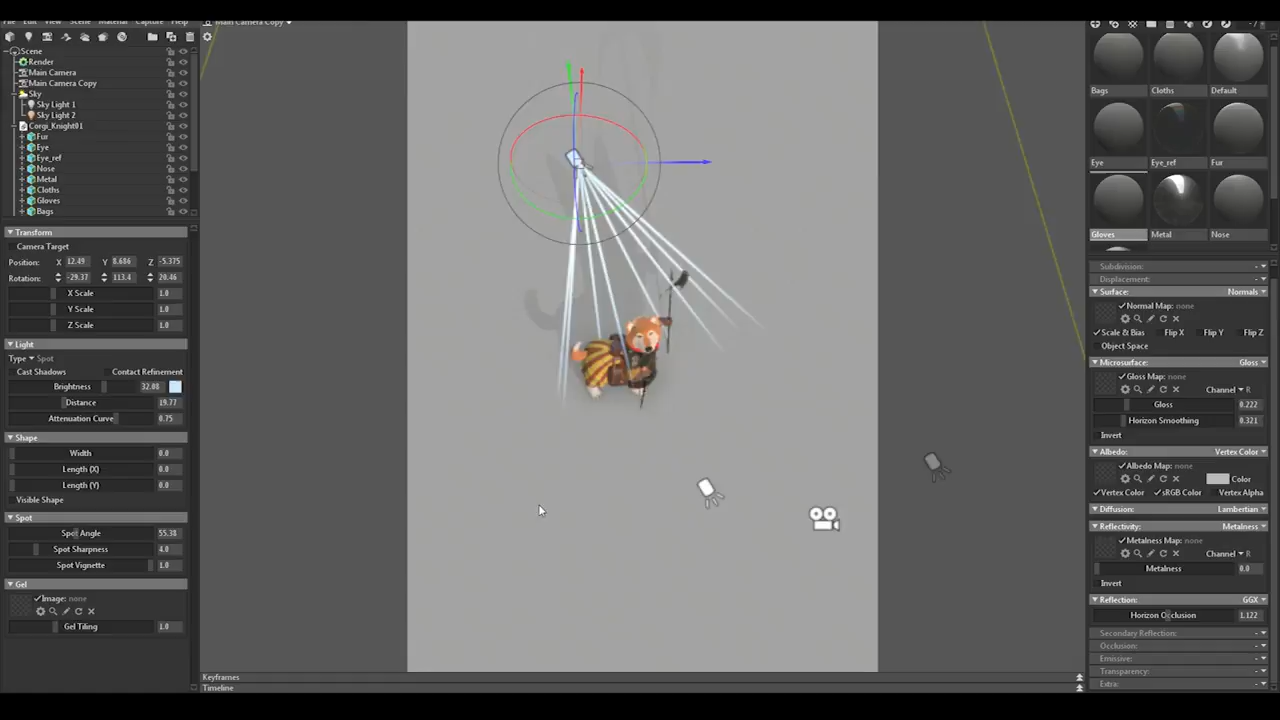 File Edit View Scene Material Capture Help
Main Camera Copy
Scene
Render
Main Camera
Main Camera Copy
Sky
Sky Light 1
Sky Light 2
Corgi_Knight01
Fur
Eye
Eye_ref
Nose
Metal
Cloths
Gloves
Bags
Transform
Camera Target
Position: X 12.49 Y 8.686 Z -5.375
Rotation: -29.37 113.4 20.46
X Scale 1.0
Y Scale 1.0
Z Scale 1.0
Light
Type Spot
Cast Shadows Contact Refinement
Brightness 32.08
Distance 19.77
Attenuation Curve 0.75
Shape
Width 0.0
Length (X) 0.0
Length (Y) 0.0
Visible Shape
Spot
Spot Angle 55.38
Spot Sharpness 4.0
Spot Vignette 1.0
Gel
Image: none
Gel Tiling 1.0
Keyframes
Timeline
Bags Cloths Default
Eye Eye_ref Fur
Gloves Metal Nose
Subdivision:
Displacement:
Surface: Normals
Normal Map: none
Scale & Bias Flip X Flip Y Flip Z
Object Space
Microsurface: Gloss
Gloss Map: none
Channel R
Gloss 0.222
Horizon Smoothing 0.321
Invert
Albedo: Vertex Color
Albedo Map: none
Color
Vertex Color sRGB Color Vertex Alpha
Diffusion: Lambertian
Reflectivity: Metalness
Metalness Map: none
Channel R
Metalness 0.0
Invert
Reflection: GGX
Horizon Occlusion 1.122
Secondary Reflection:
Occlusion:
Emissive:
Transparency:
Extra: